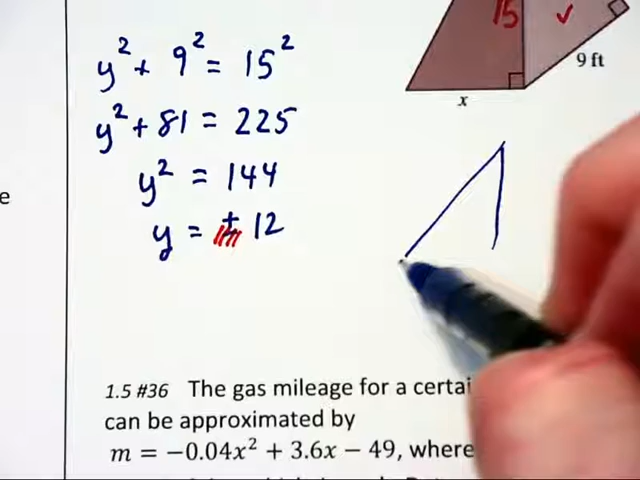 15 ✓
y² + 9² = 15²
9 ft
y² + 81 = 225
x
y² = 144
e
y = ± 12
1.5 #36 The gas mileage for a certai
can be approximated by
m = −0.04x² + 3.6x − 49, where